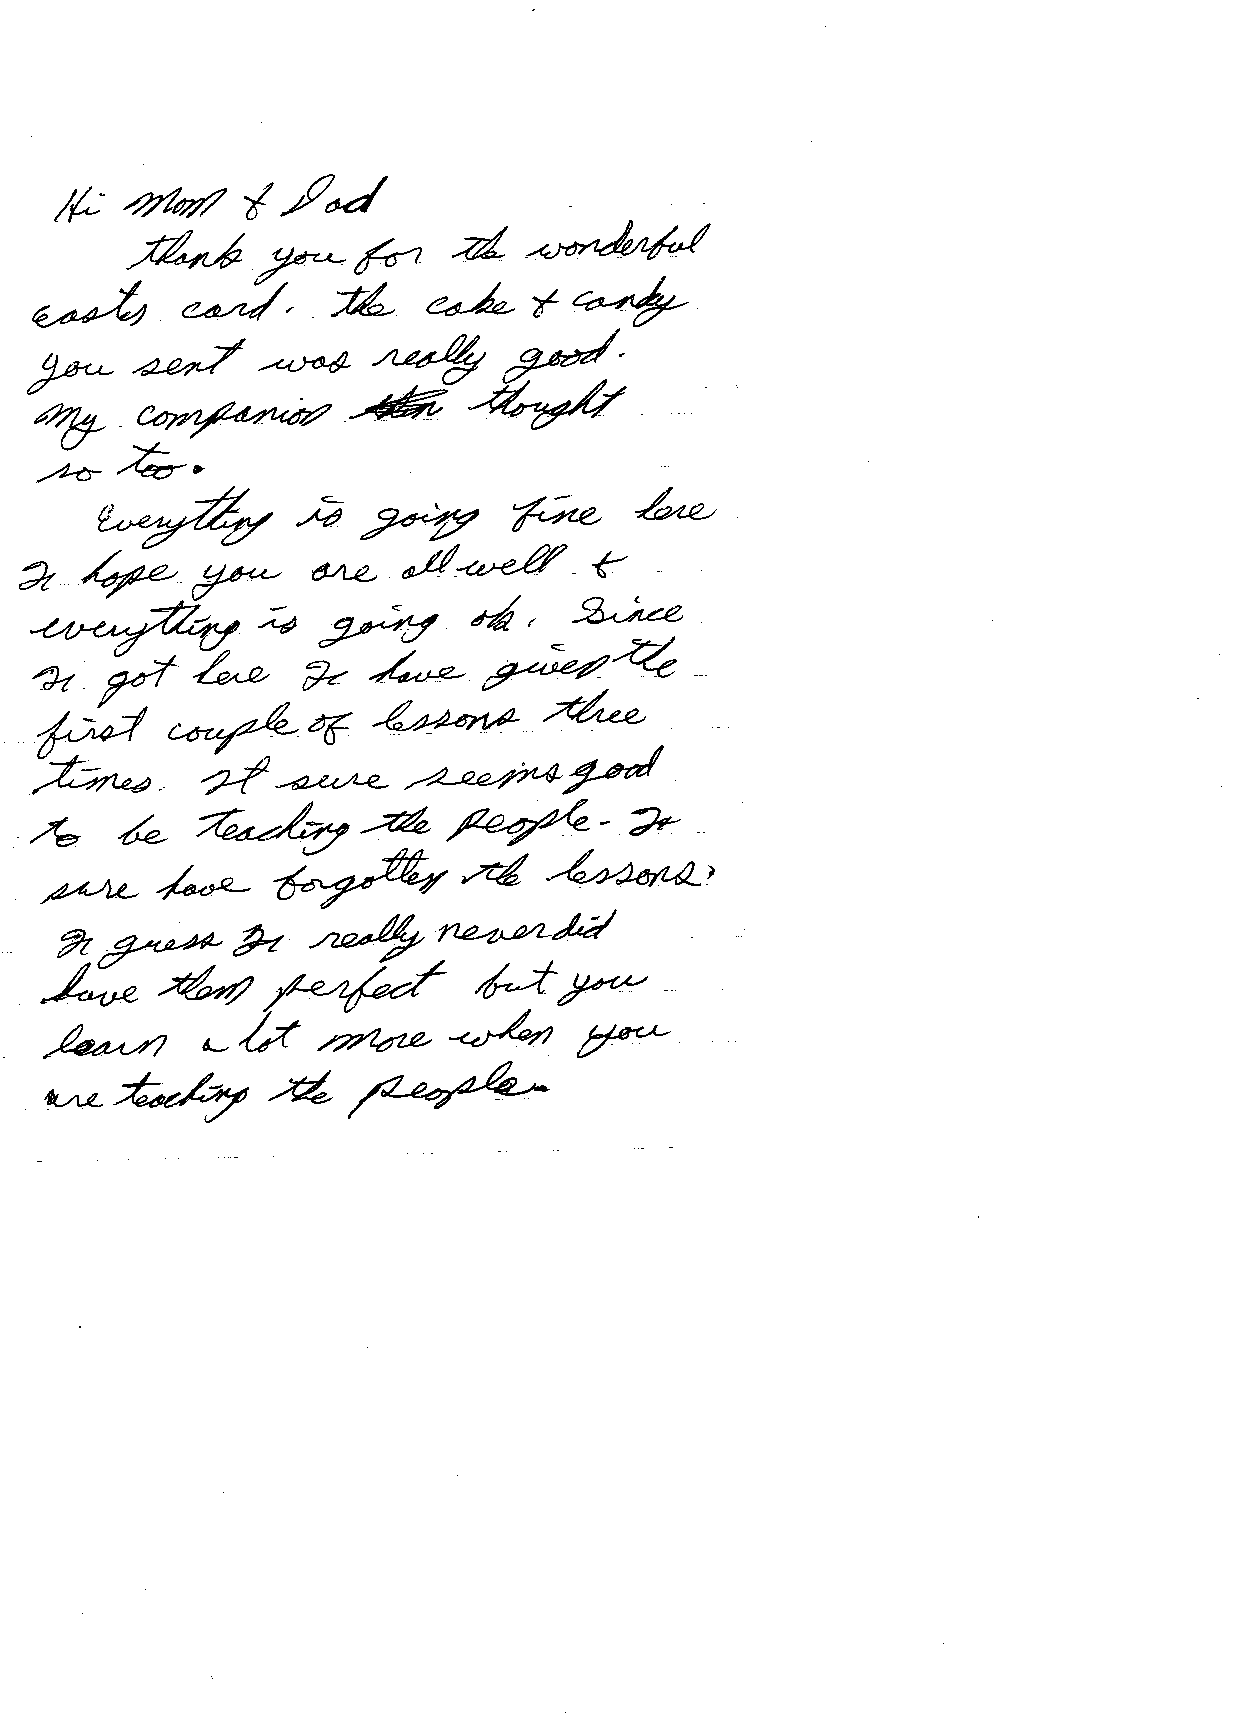 Hi Mom & Dad
Thank you for the wonderful
easter card. The cake & candy
you sent was really good.
My companion thought
so too.
Everything is going fine here
I hope you are all well &
everything is going ok. Since
I got here I have given the
first couple of lessons three
times. It sure seems good
to be teaching the people. I
sure have forgotten the lessons.
I guess I really never did
have them perfect but you
learn a lot more when you
are teaching the people.